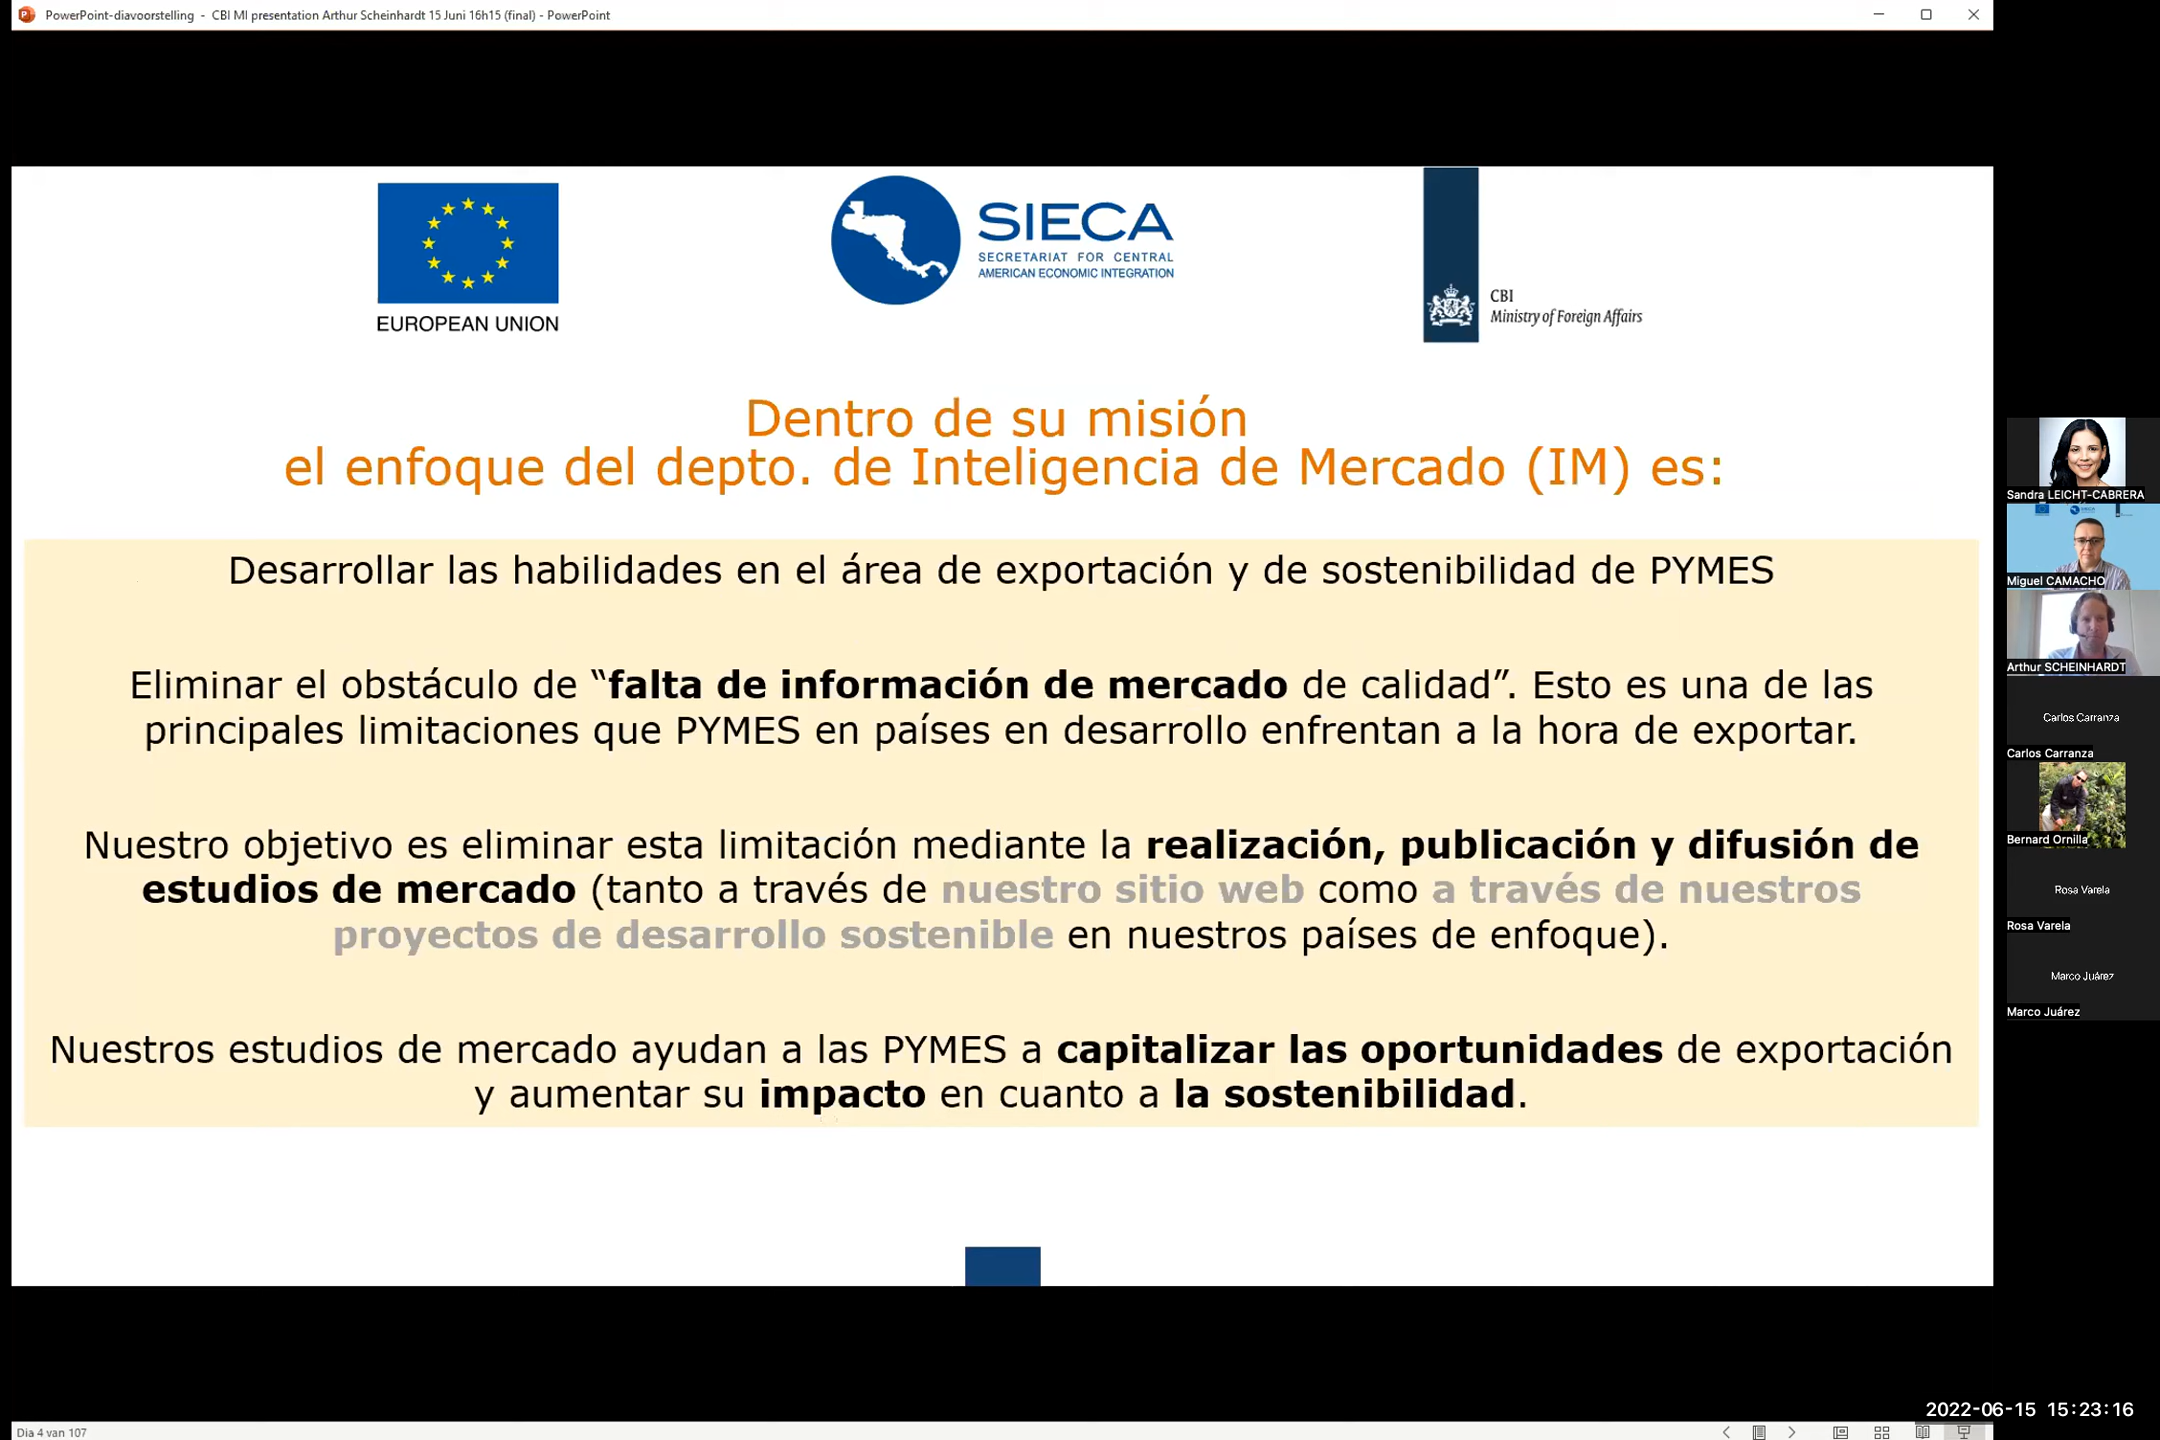 PowerPoint-diavoorstelling - CBI MI presentation Arthur Scheinhardt 15 Juni 16h15 (final) - PowerPoint
EUROPEAN UNION
SIECA
SECRETARIAT FOR CENTRAL
AMERICAN ECONOMIC INTEGRATION
CBI
Ministry of Foreign Affairs
Dentro de su misión
el enfoque del depto. de Inteligencia de Mercado (IM) es:
Desarrollar las habilidades en el área de exportación y de sostenibilidad de PYMES
Eliminar el obstáculo de “falta de información de mercado de calidad”. Esto es una de las
principales limitaciones que PYMES en países en desarrollo enfrentan a la hora de exportar.
Nuestro objetivo es eliminar esta limitación mediante la realización, publicación y difusión de
estudios de mercado (tanto a través de nuestro sitio web como a través de nuestros
proyectos de desarrollo sostenible en nuestros países de enfoque).
Nuestros estudios de mercado ayudan a las PYMES a capitalizar las oportunidades de exportación
y aumentar su impacto en cuanto a la sostenibilidad.
Sandra LEICHT-CABRERA
Miguel CAMACHO
Arthur SCHEINHARDT
Carlos Carranza
Carlos Carranza
Bernard Ornilla
Rosa Varela
Rosa Varela
Marco Juárez
Marco Juárez
2022-06-15 15:23:16
Dia 4 van 107